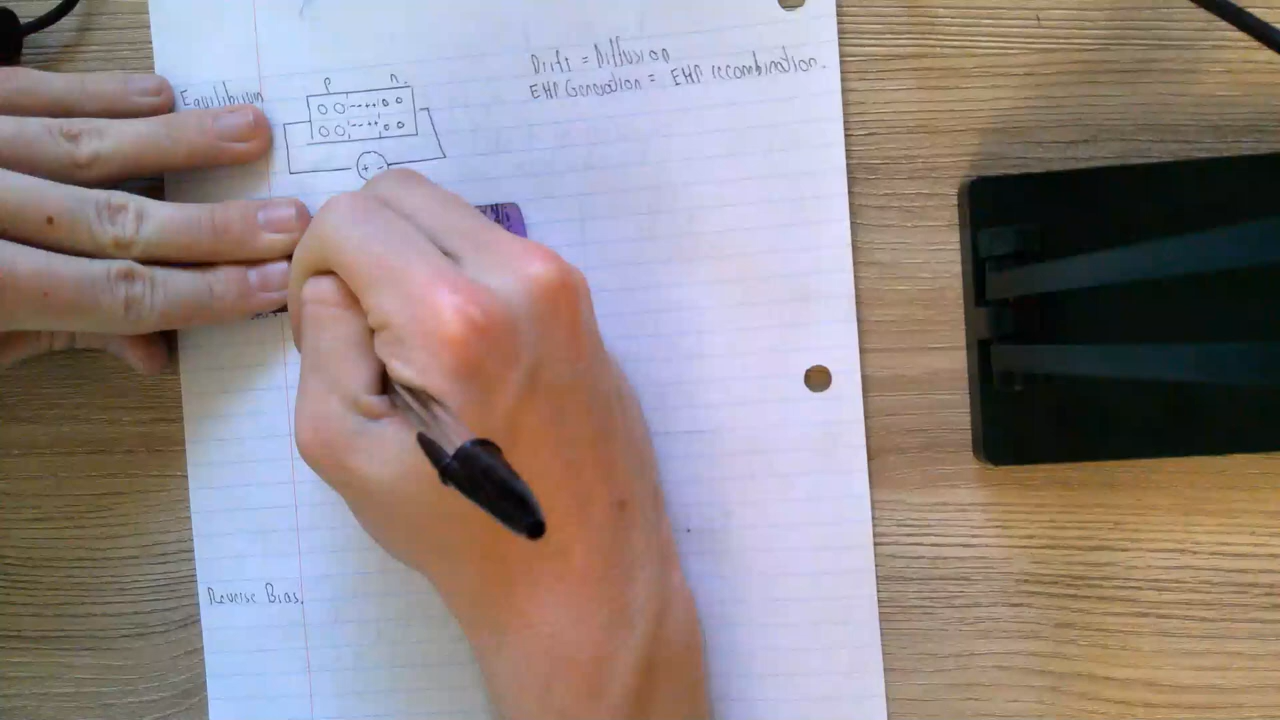 Drift = Diffusion
EHP Generation = EHP recombination.
p n.
Equilibrium
+ -
Reverse Bias.